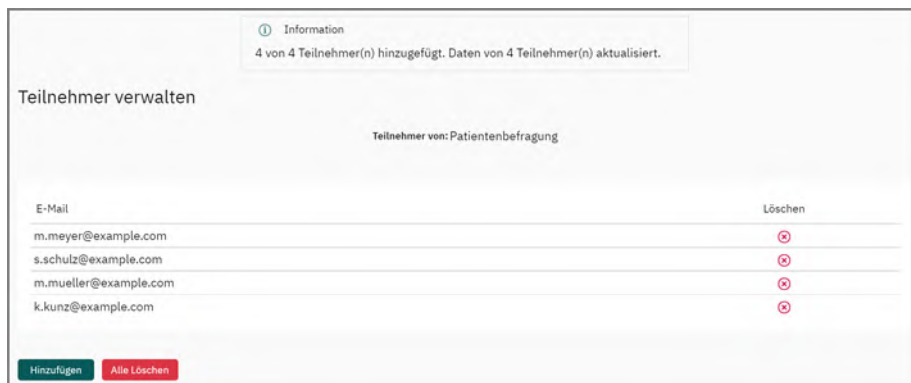 Information
4 von 4 Teilnehmer(n) hinzugefügt. Daten von 4 Teilnehmer(n) aktualisiert.
Teilnehmer verwalten
Teilnehmer von: Patientenbefragung
E-Mail Löschen
m.meyer@example.com
s.schulz@example.com
m.mueller@example.com
k.kunz@example.com
Hinzufügen Alle Löschen